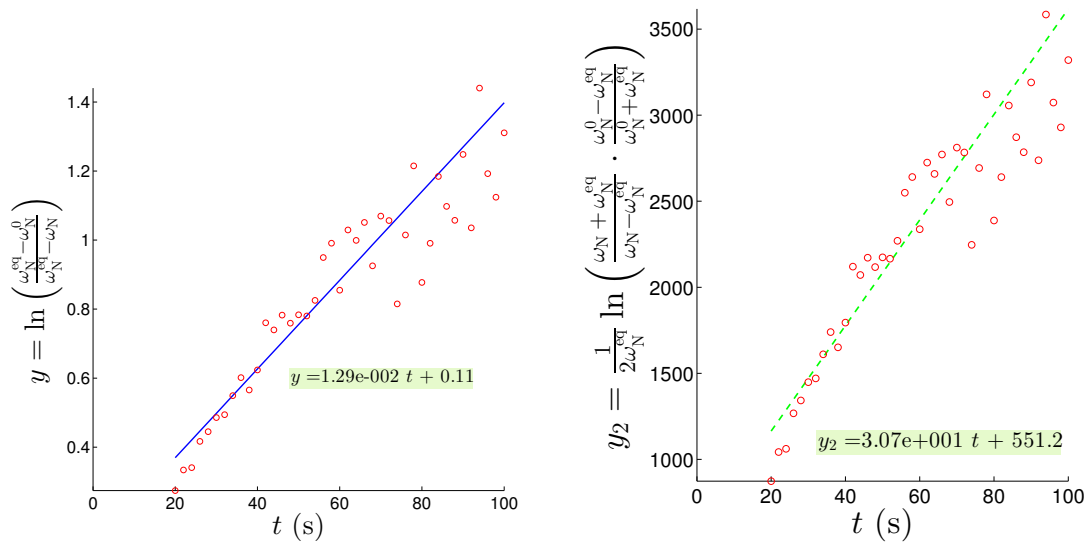 y = ln ( (ω_N^eq − ω_N^0) / (ω_N^eq − ω_N) )
1.4
1.2
1
0.8
0.6
0.4
y =1.29e-002 t + 0.11
0 20 40 60 80 100
t (s)
y₂ = 1/(2ω_N^eq) ln ( (ω_N + ω_N^eq)/(ω_N − ω_N^eq) · (ω_N^0 − ω_N^eq)/(ω_N^0 + ω_N^eq) )
3500
3000
2500
2000
1500
1000
y₂ =3.07e+001 t + 551.2
0 20 40 60 80 100
t (s)